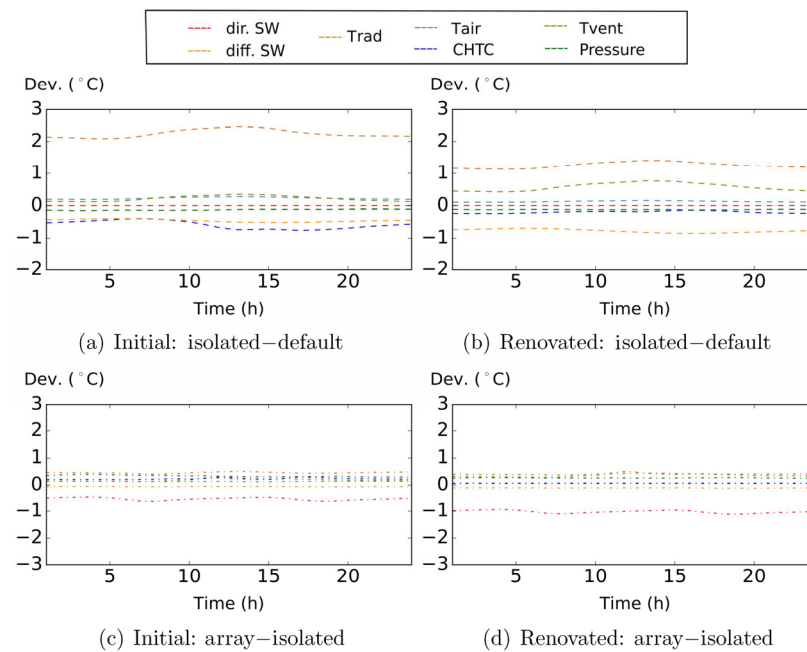 dir. SW
diff. SW
Trad
Tair
CHTC
Tvent
Pressure
Dev. (°C)
3
2
1
0
−1
−2
5
10
15
20
Time (h)
(a) Initial: isolated−default
Dev. (°C)
3
2
1
0
−1
−2
5
10
15
20
Time (h)
(b) Renovated: isolated−default
Dev. (°C)
3
2
1
0
−1
−2
−3
5
10
15
20
Time (h)
(c) Initial: array−isolated
Dev. (°C)
3
2
1
0
−1
−2
−3
5
10
15
20
Time (h)
(d) Renovated: array−isolated